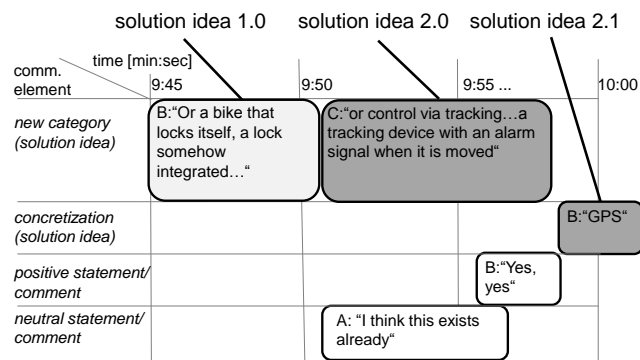 solution idea 1.0
solution idea 2.0
solution idea 2.1
time [min:sec]
comm.
element
9:45
9:50
9:55 ...
10:00
new category
(solution idea)
B:“Or a bike that
locks itself, a lock
somehow
integrated…“
C:“or control via tracking…a
tracking device with an alarm
signal when it is moved“
concretization
(solution idea)
B:“GPS“
positive statement/
comment
B:“Yes,
yes“
neutral statement/
comment
A: “I think this exists
already“